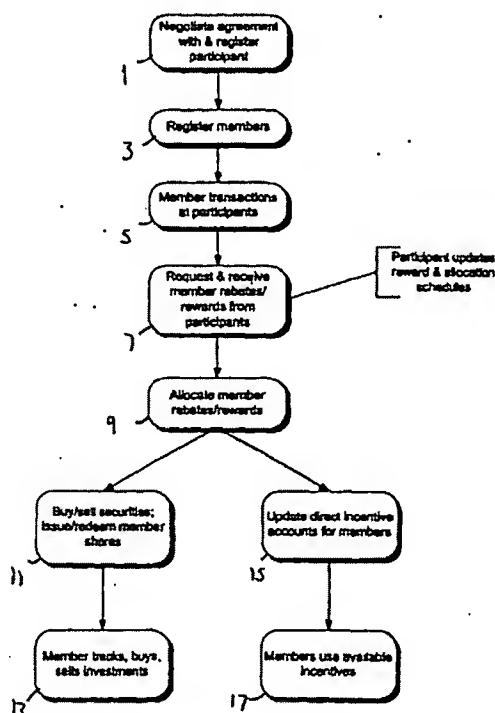 Negotiate agreement
with & register
participant
1
Register members
3
Member transactions
at participants
5
Request & receive
member rebates/
rewards from
participants
7
Participant updates
reward & allocation
schedules
Allocate member
rebates/rewards
9
Buy/sell securities;
issue/redeem member
shares
11
Update direct incentive
accounts for members
15
Member tracks, buys,
sells investments
13
Members use available
incentives
17